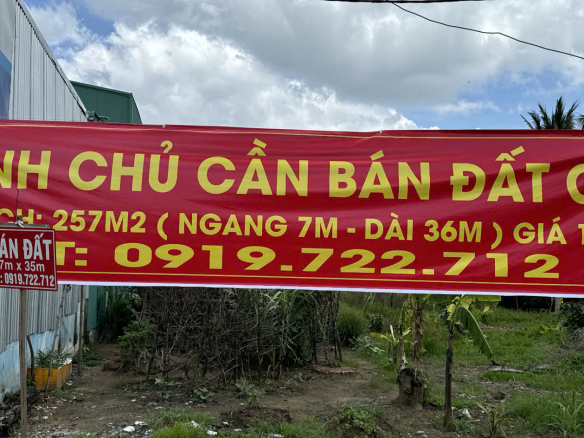 NH CHỦ CẦN BÁN ĐẤT
CH: 257M2 ( NGANG 7M - DÀI 36M ) GIÁ 1
T: 0919.722.712
BÁN ĐẤT
7m x 35m
: 0919.722.712